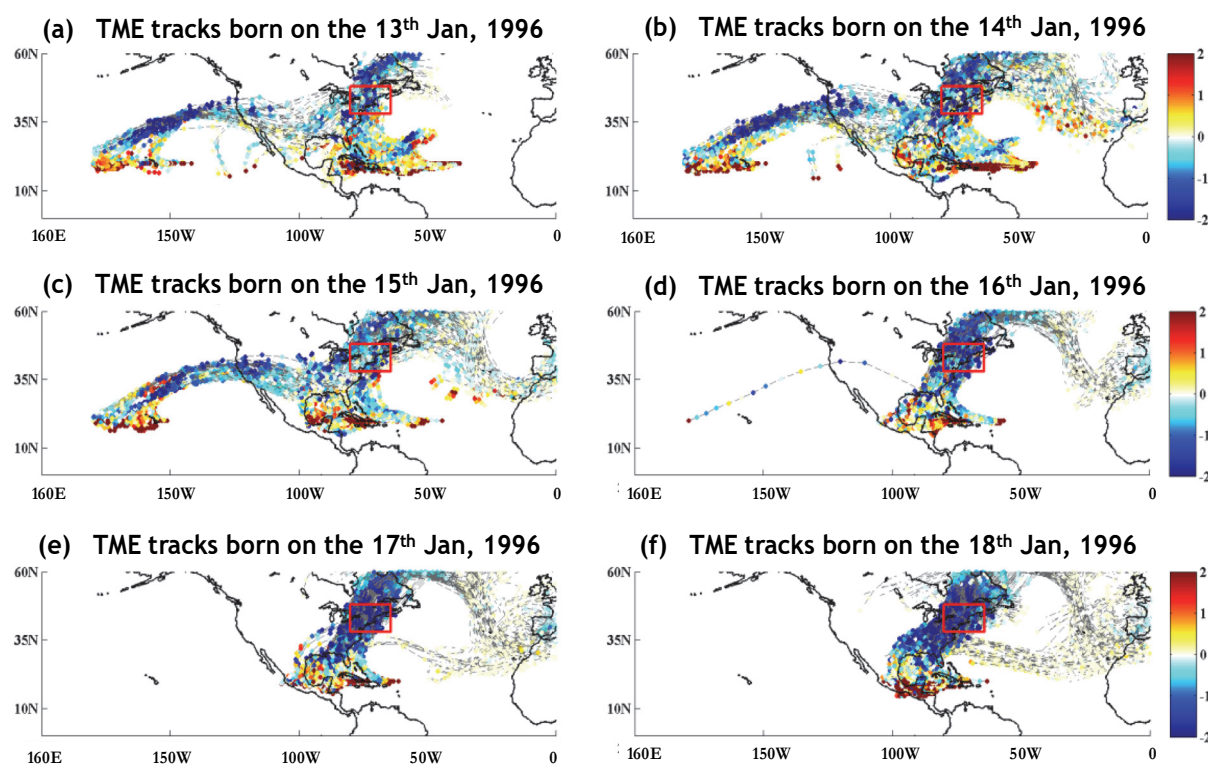 (a) TME tracks born on the 13th Jan, 1996
(b) TME tracks born on the 14th Jan, 1996
60N
35N
10N
160E 150W 100W 50W 0
60N
35N
10N
160E 150W 100W 50W 0
2
1
0
-1
-2
(c) TME tracks born on the 15th Jan, 1996
(d) TME tracks born on the 16th Jan, 1996
60N
35N
10N
160E 150W 100W 50W 0
60N
35N
10N
160E 150W 100W 50W 0
2
1
0
-1
-2
(e) TME tracks born on the 17th Jan, 1996
(f) TME tracks born on the 18th Jan, 1996
60N
35N
10N
160E 150W 100W 50W 0
60N
35N
10N
160E 150W 100W 50W 0
2
1
0
-1
-2